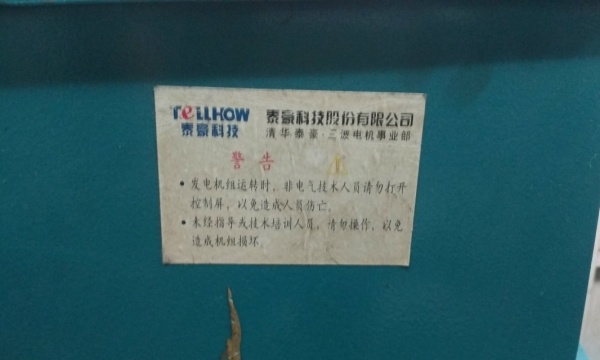 TELLHOW
泰豪科技
泰豪科技股份有限公司
清华泰豪·三波电机事业部
警告
• 发电机组运转时,非电气技术人员请勿打开
控制屏,以免造成人员伤亡.
• 未经指导或技术培训人员,请勿操作,以免
造成机组损坏.